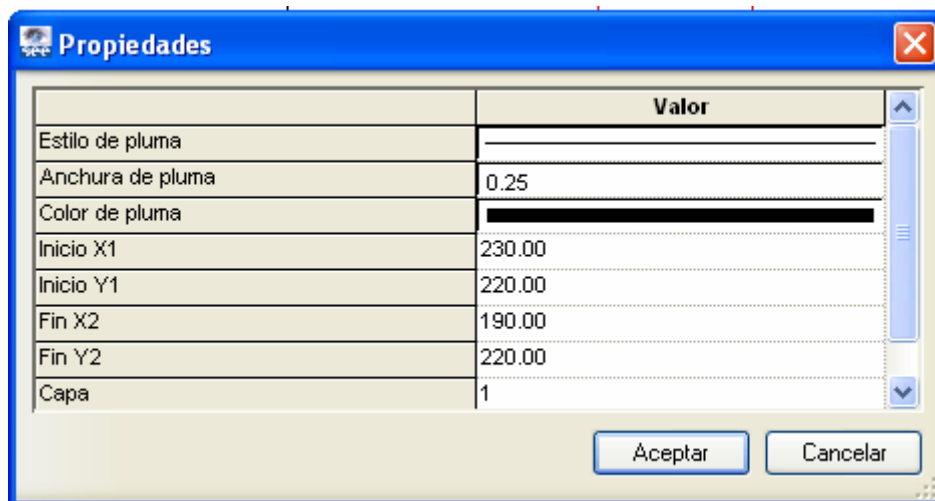 see Propiedades
Valor
Estilo de pluma
Anchura de pluma 0.25
Color de pluma
Inicio X1 230.00
Inicio Y1 220.00
Fin X2 190.00
Fin Y2 220.00
Capa 1
Aceptar Cancelar